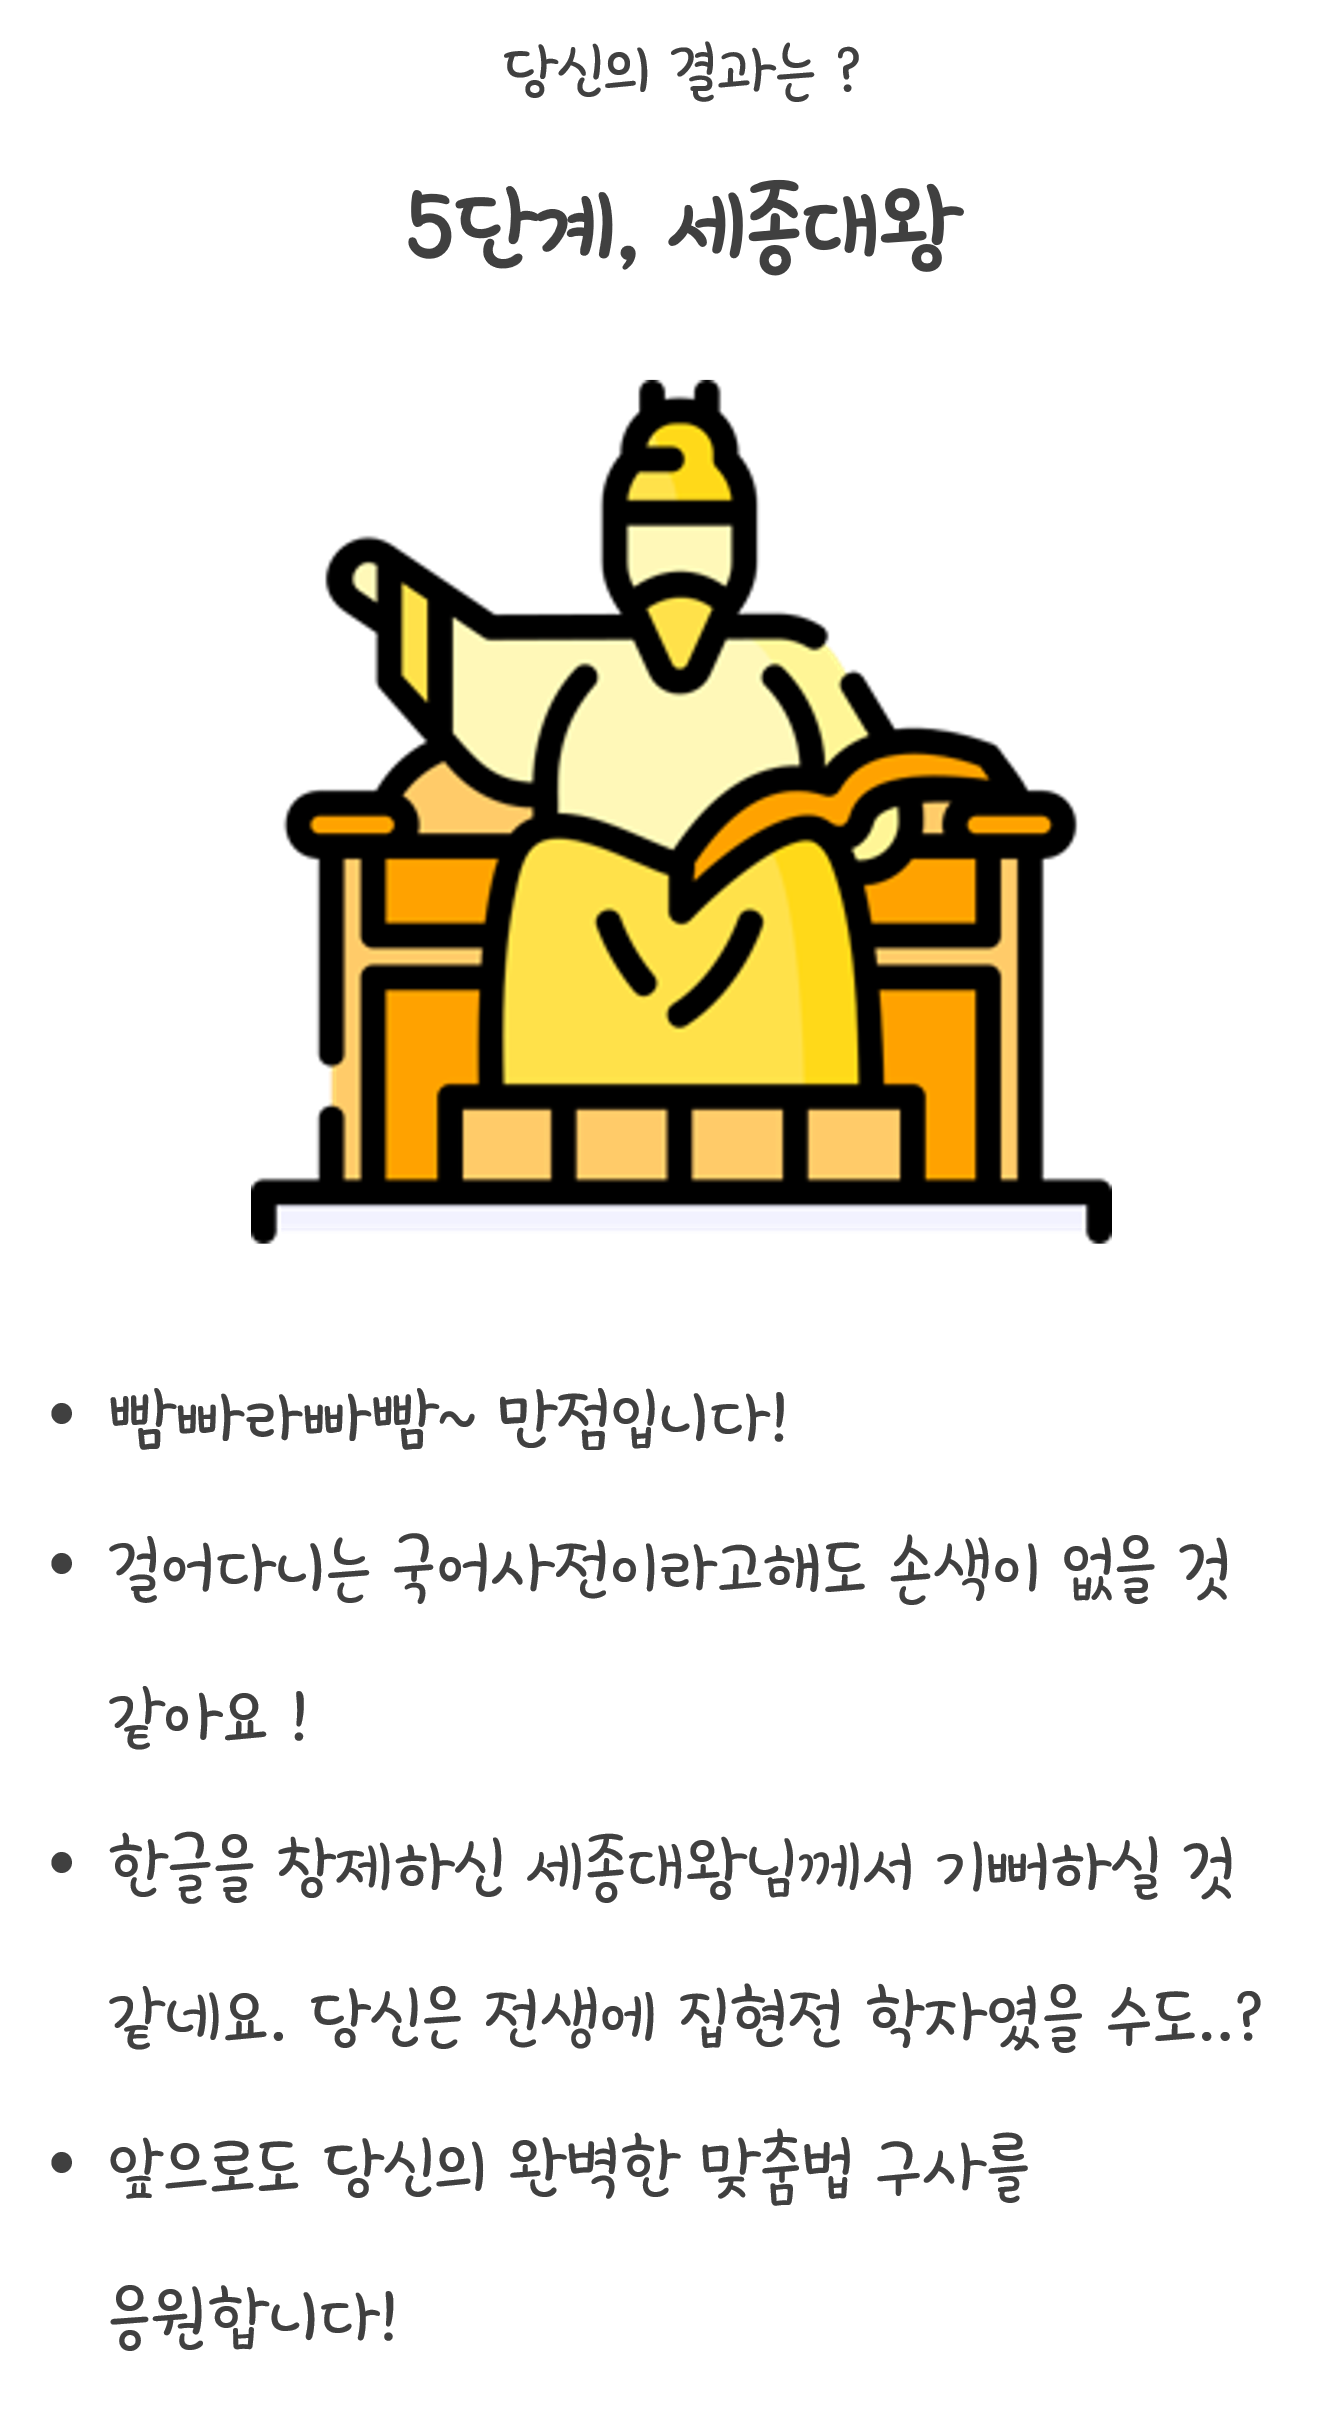 당신의 결과는 ?
5단계, 세종대왕
• 빰빠라빠빰~ 만점입니다!
• 걸어다니는 국어사전이라고해도 손색이 없을 것
같아요 !
• 한글을 창제하신 세종대왕님께서 기뻐하실 것
같네요. 당신은 전생에 집현전 학자였을 수도..?
• 앞으로도 당신의 완벽한 맞춤법 구사를
응원합니다!